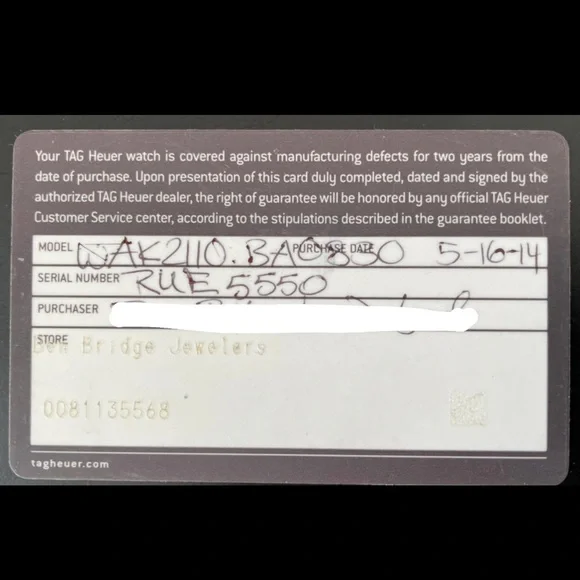 Your TAG Heuer watch is covered against manufacturing defects for two years from the
date of purchase. Upon presentation of this card duly completed, dated and signed by the
authorized TAG Heuer dealer, the right of guarantee will be honored by any official TAG Heuer
Customer Service center, according to the stipulations described in the guarantee booklet.
MODEL WAK2110.BA0830 PURCHASE DATE 5-16-14
SERIAL NUMBER RUE5550
PURCHASER
STORE
Ben Bridge Jewelers
0081135568
tagheuer.com